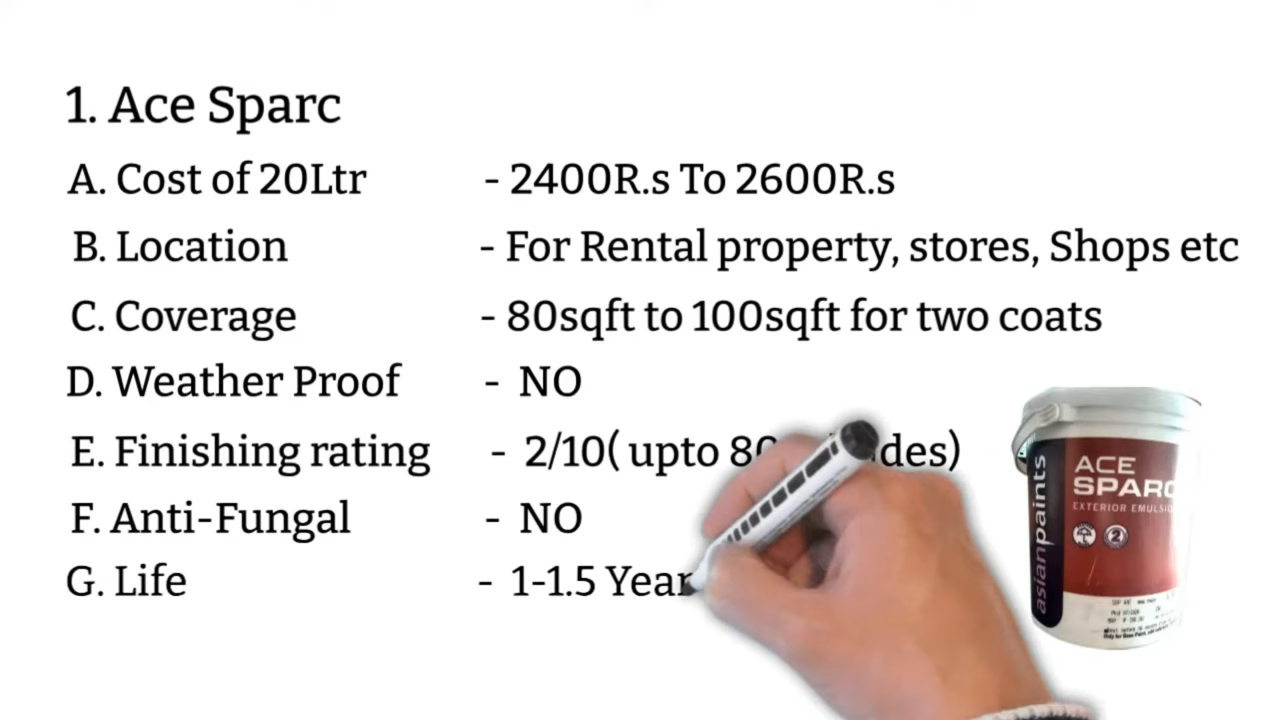 1. Ace Sparc
A. Cost of 20Ltr - 2400R.s To 2600R.s
B. Location - For Rental property, stores, Shops etc
C. Coverage - 80sqft to 100sqft for two coats
D. Weather Proof - NO
E. Finishing rating - 2/10( upto
F. Anti-Fungal - NO
G. Life - 1-1.5
asianpaints
ACE
SPARC
EXTERIOR
2